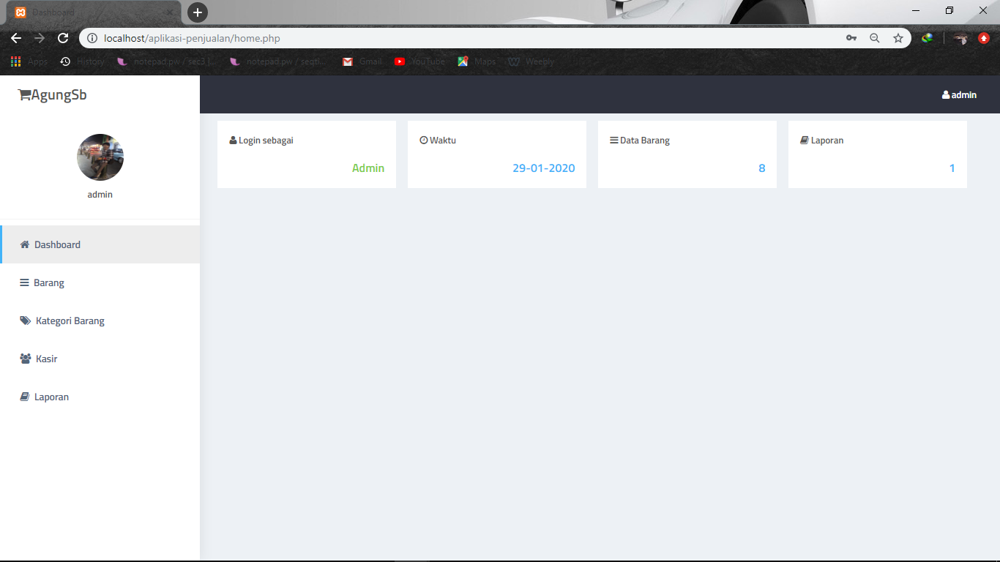 Dashboard
localhost/aplikasi-penjualan/home.php
Apps History notepad.pw / sec3 [... notepad.pw / seqtl... Gmail YouTube Maps Weebly
AgungSb
admin
admin
Dashboard
Barang
Kategori Barang
Kasir
Laporan
Login sebagai
Admin
Waktu
29-01-2020
Data Barang
8
Laporan
1